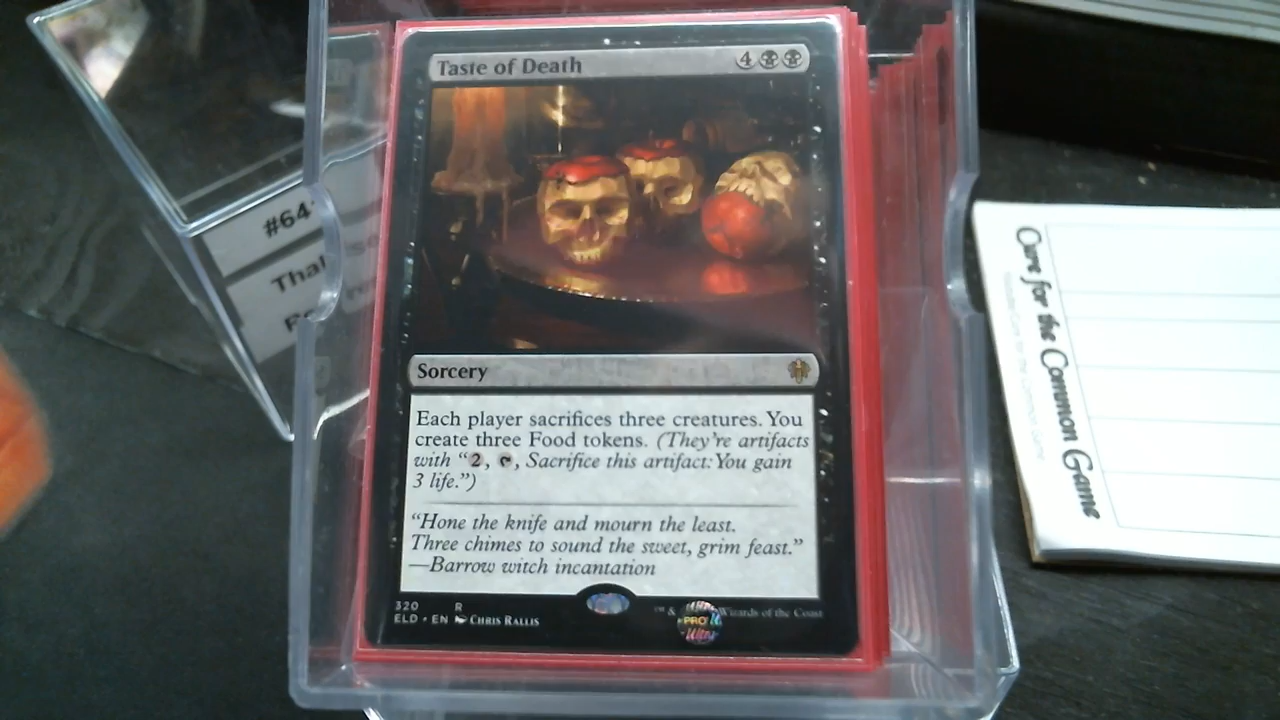 Taste of Death
4
Sorcery
Each player sacrifices three creatures. You
create three Food tokens. (They're artifacts
with "2, , Sacrifice this artifact: You gain
3 life.")
"Hone the knife and mourn the least.
Three chimes to sound the sweet, grim feast."
—Barrow witch incantation
320 R
ELD • EN CHRIS RALLIS
™ & Wizards of the Coast
PRO
#64
Thal
Care for the Common Game